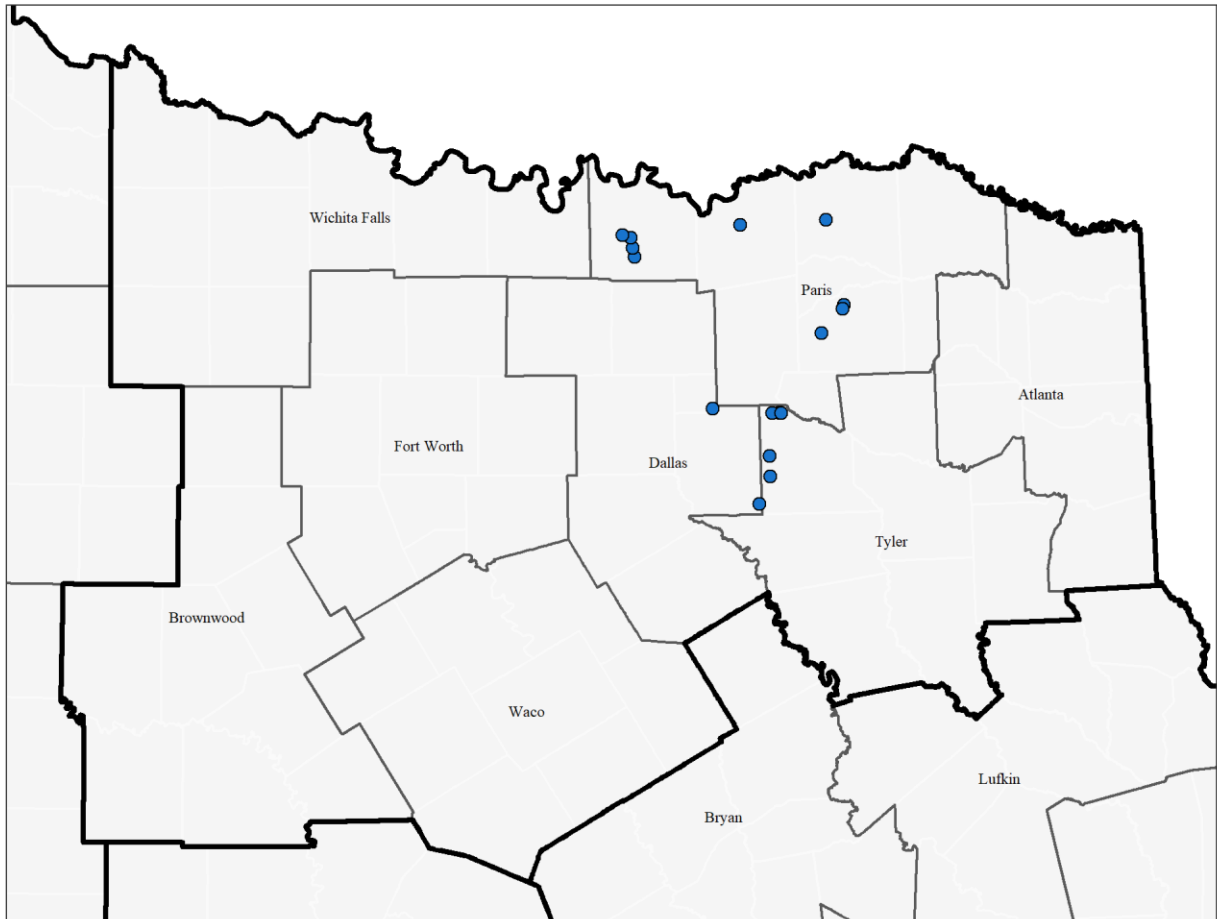 Wichita Falls
Paris
Atlanta
Fort Worth
Dallas
Tyler
Brownwood
Waco
Lufkin
Bryan